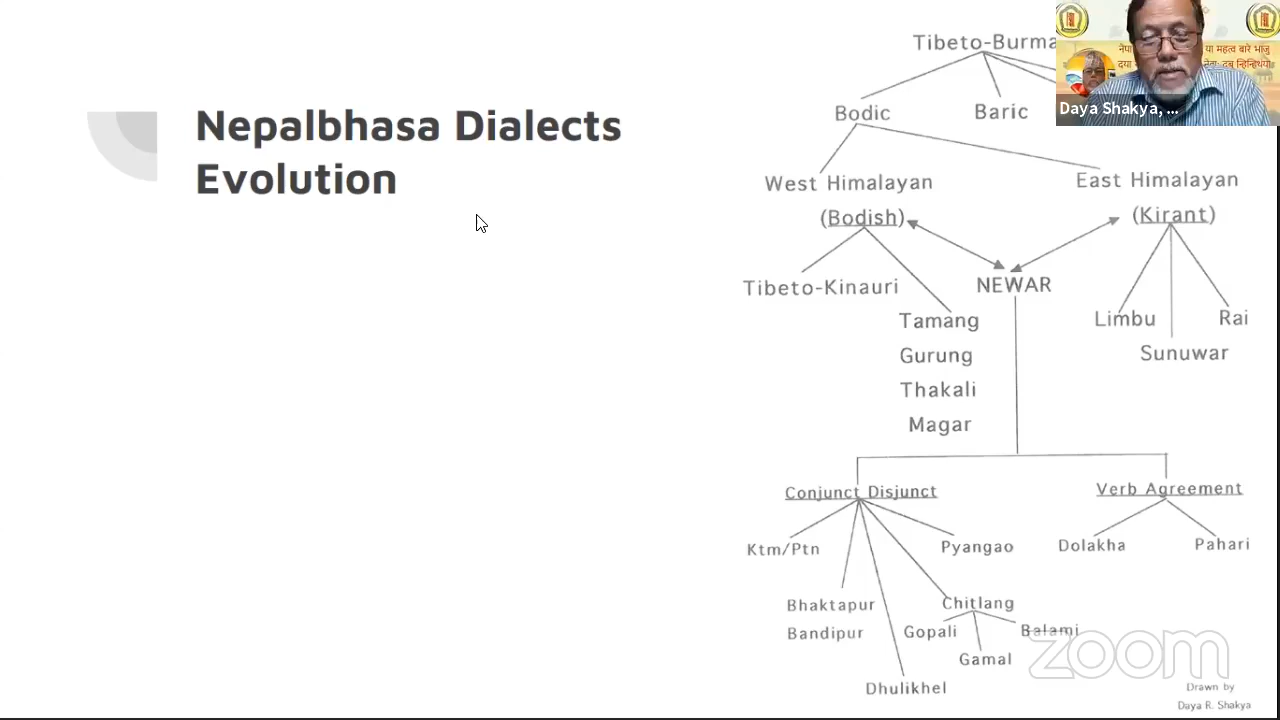 Nepalbhasa Dialects
Evolution
Tibeto-Burma
Bodic
Baric
West Himalayan
(Bodish)
East Himalayan
(Kirant)
Tibeto-Kinauri
NEWAR
Tamang
Gurung
Thakali
Magar
Limbu
Rai
Sunuwar
Conjunct Disjunct
Verb Agreement
Ktm/Ptn
Pyangao
Dolakha
Pahari
Bhaktapur
Bandipur
Chitlang
Gopali
Balami
Gamal
Dhulikhel
zoom
Drawn by
Daya R. Shakya
नेपा
या महत्व बारे भाजु
दया
Daya Shakya, ...